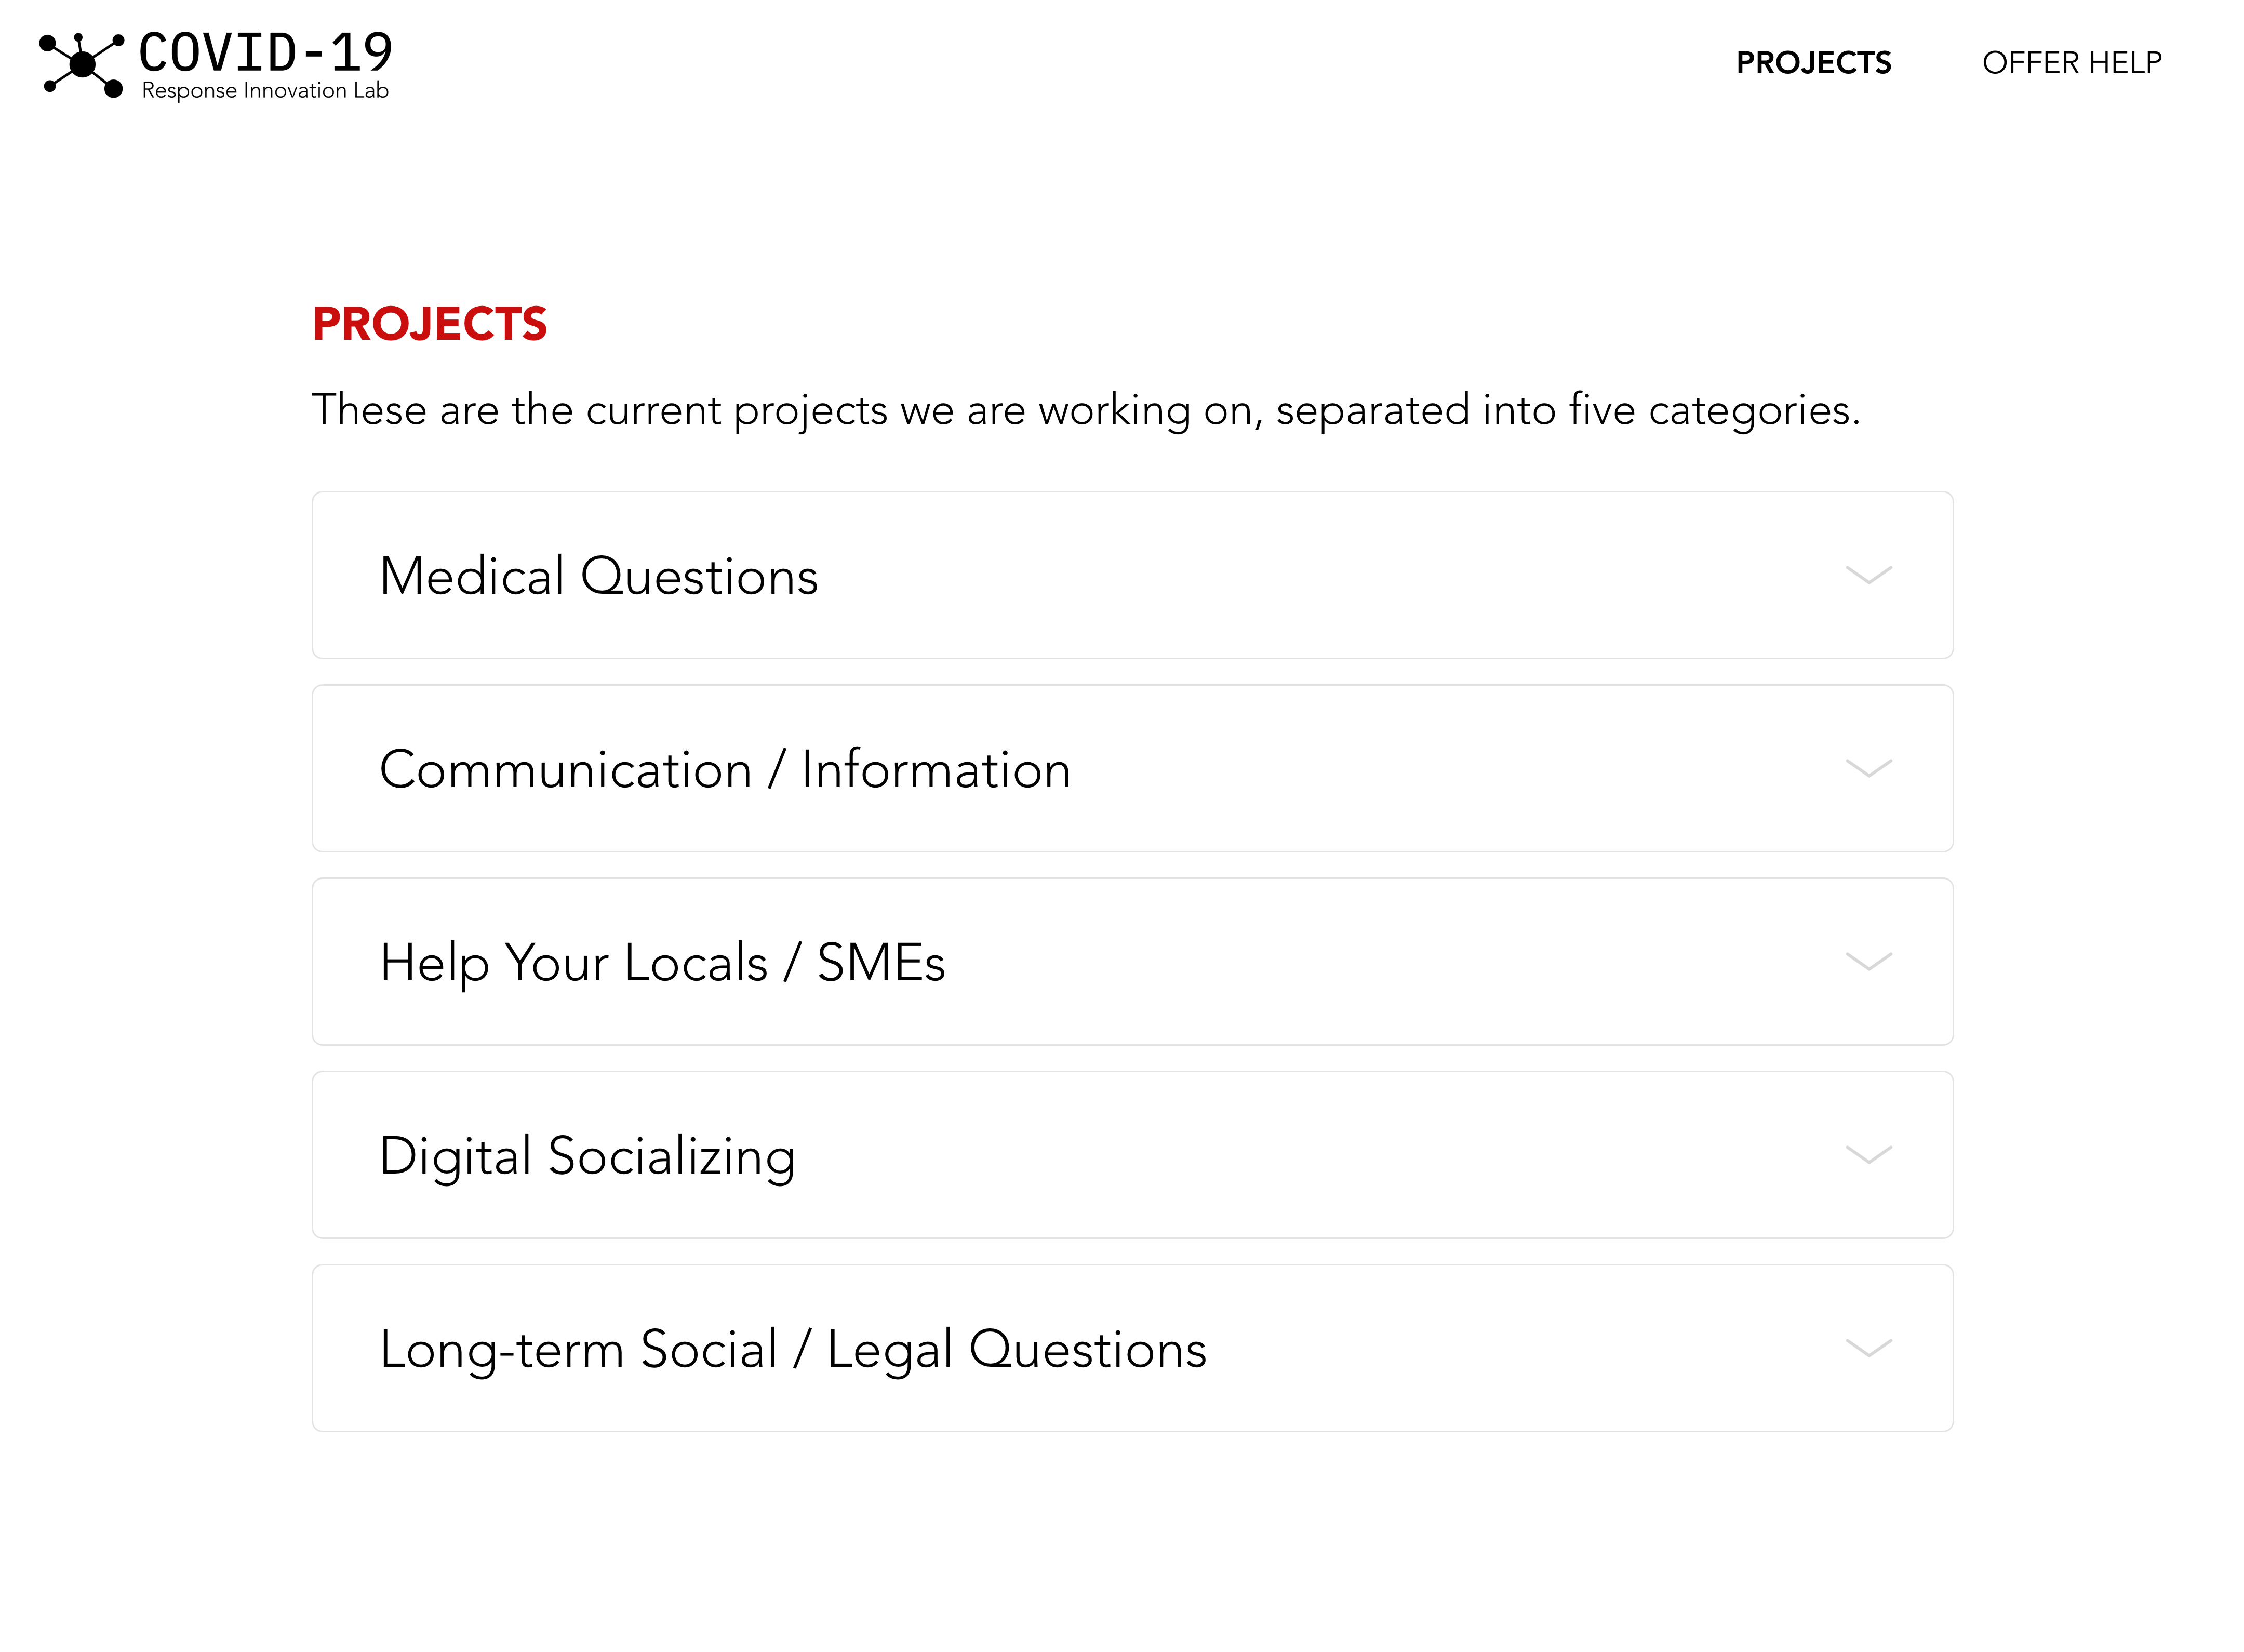 COVID-19
Response Innovation Lab
PROJECTS
OFFER HELP
PROJECTS
These are the current projects we are working on, separated into five categories.
Medical Questions
Communication / Information
Help Your Locals / SMEs
Digital Socializing
Long-term Social / Legal Questions